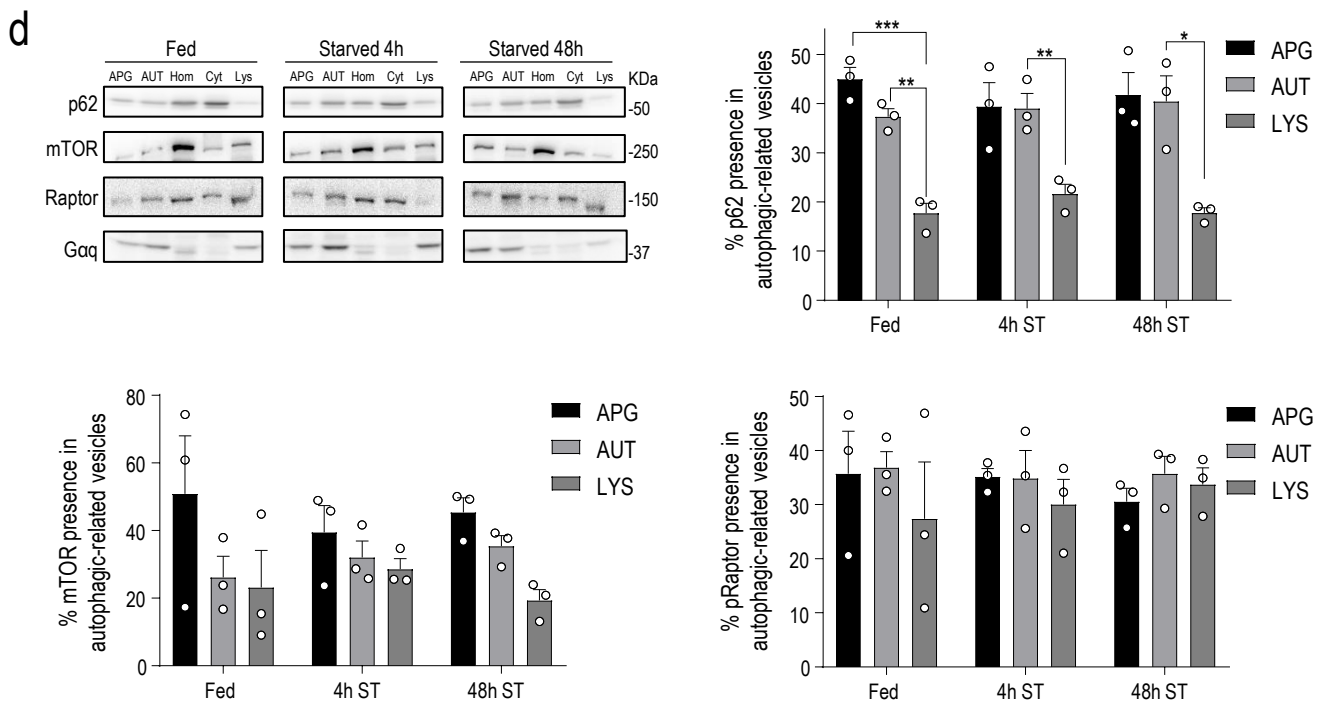 d
Fed Starved 4h Starved 48h
APG AUT Hom Cyt Lys APG AUT Hom Cyt Lys APG AUT Hom Cyt Lys KDa
p62 -50
mTOR -250
Raptor -150
Gαq -37
% p62 presence in
autophagic-related vesicles
50
40
30
20
10
0
*** ** ** *
Fed 4h ST 48h ST
APG
AUT
LYS
% mTOR presence in
autophagic-related vesicles
80
60
40
20
0
Fed 4h ST 48h ST
APG
AUT
LYS
% pRaptor presence in
autophagic-related vesicles
50
40
30
20
10
0
Fed 4h ST 48h ST
APG
AUT
LYS